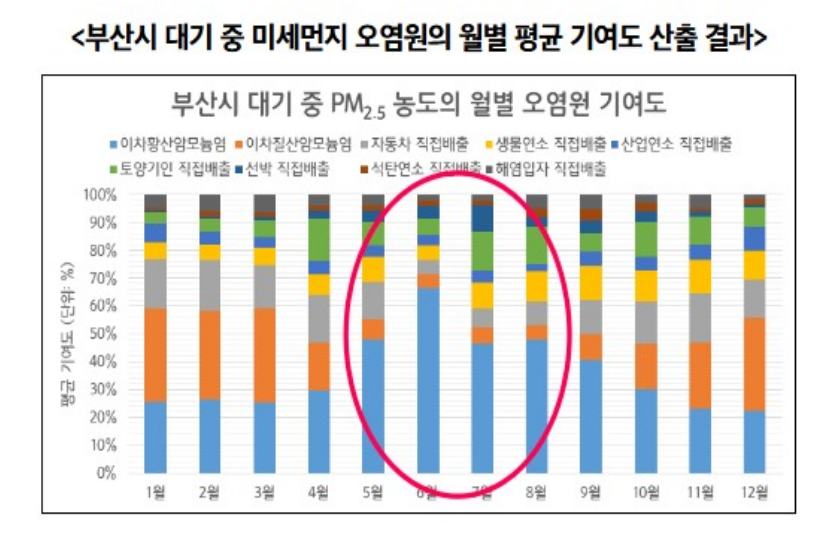 <부산시 대기 중 미세먼지 오염원의 월별 평균 기여도 산출 결과>
부산시 대기 중 PM2.5 농도의 월별 오염원 기여도
이차황산암모늄염 이차질산암모늄염 자동차 직접배출 생물연소 직접배출 산업연소 직접배출
토양기인 직접배출 선박 직접배출 석탄연소 직접배출 해염입자 직접배출
평균 기여도 (단위: %)
100%
90%
80%
70%
60%
50%
40%
30%
20%
10%
0%
1월 2월 3월 4월 5월 6월 7월 8월 9월 10월 11월 12월